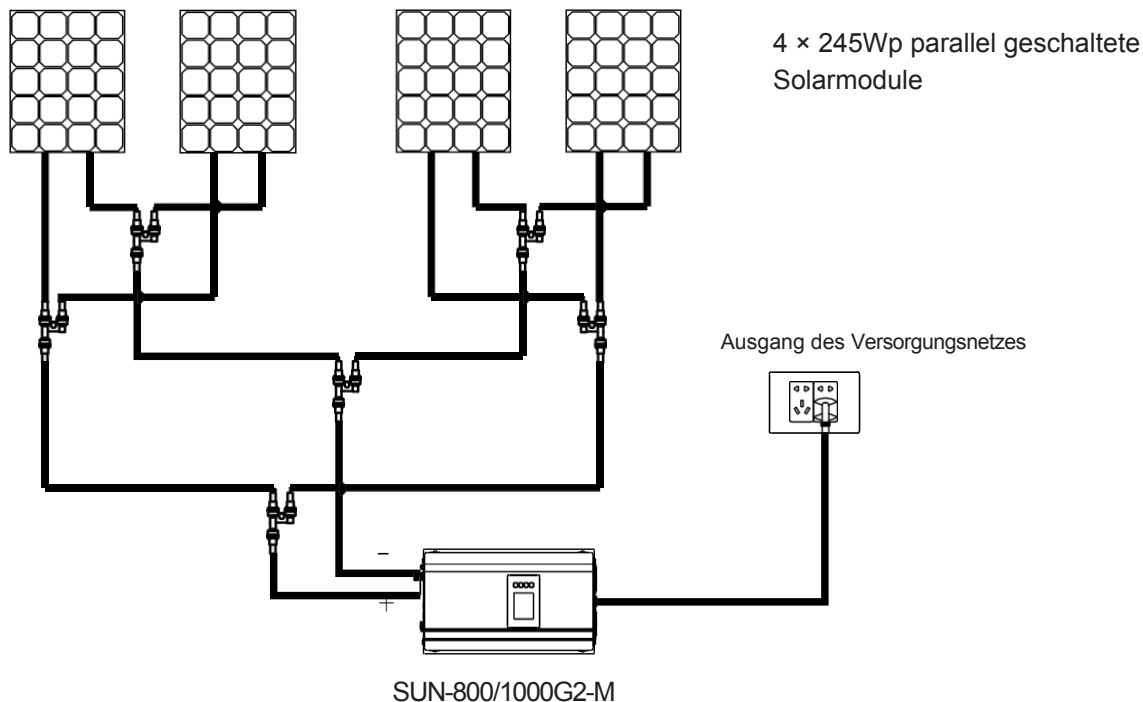 4 × 245Wp parallel geschaltete
Solarmodule
Ausgang des Versorgungsnetzes
-
+
SUN-800/1000G2-M